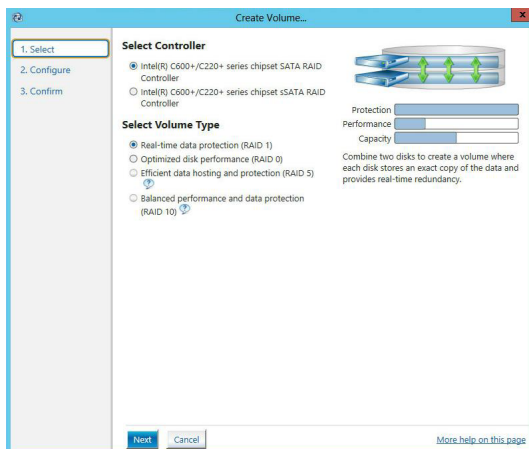 Create Volume...
x
1. Select
2. Configure
3. Confirm
Select Controller
Intel(R) C600+/C220+ series chipset SATA RAID
Controller
Intel(R) C600+/C220+ series chipset sSATA RAID
Controller
Select Volume Type
Real-time data protection (RAID 1)
Optimized disk performance (RAID 0)
Efficient data hosting and protection (RAID 5)
?
Balanced performance and data protection
(RAID 10) ?
Protection
Performance
Capacity
Combine two disks to create a volume where
each disk stores an exact copy of the data and
provides real-time redundancy.
Next
Cancel
More help on this page